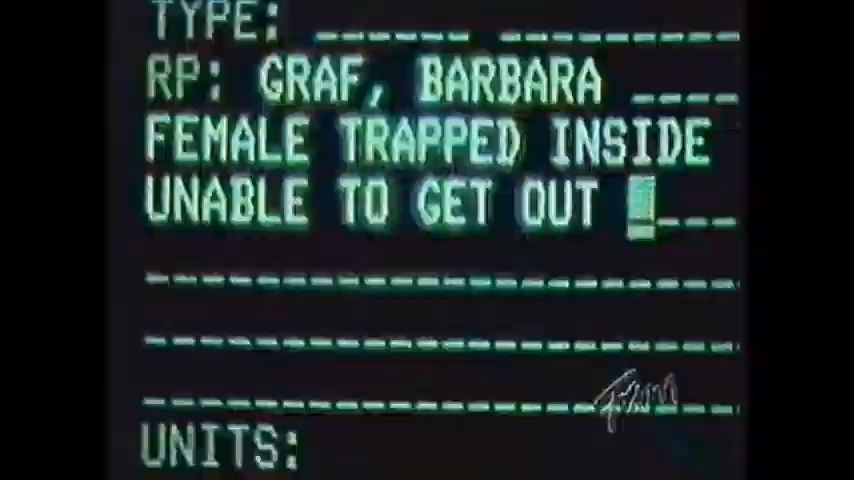 TYPE:
RP: GRAF, BARBARA
FEMALE TRAPPED INSIDE
UNABLE TO GET OUT
UNITS: